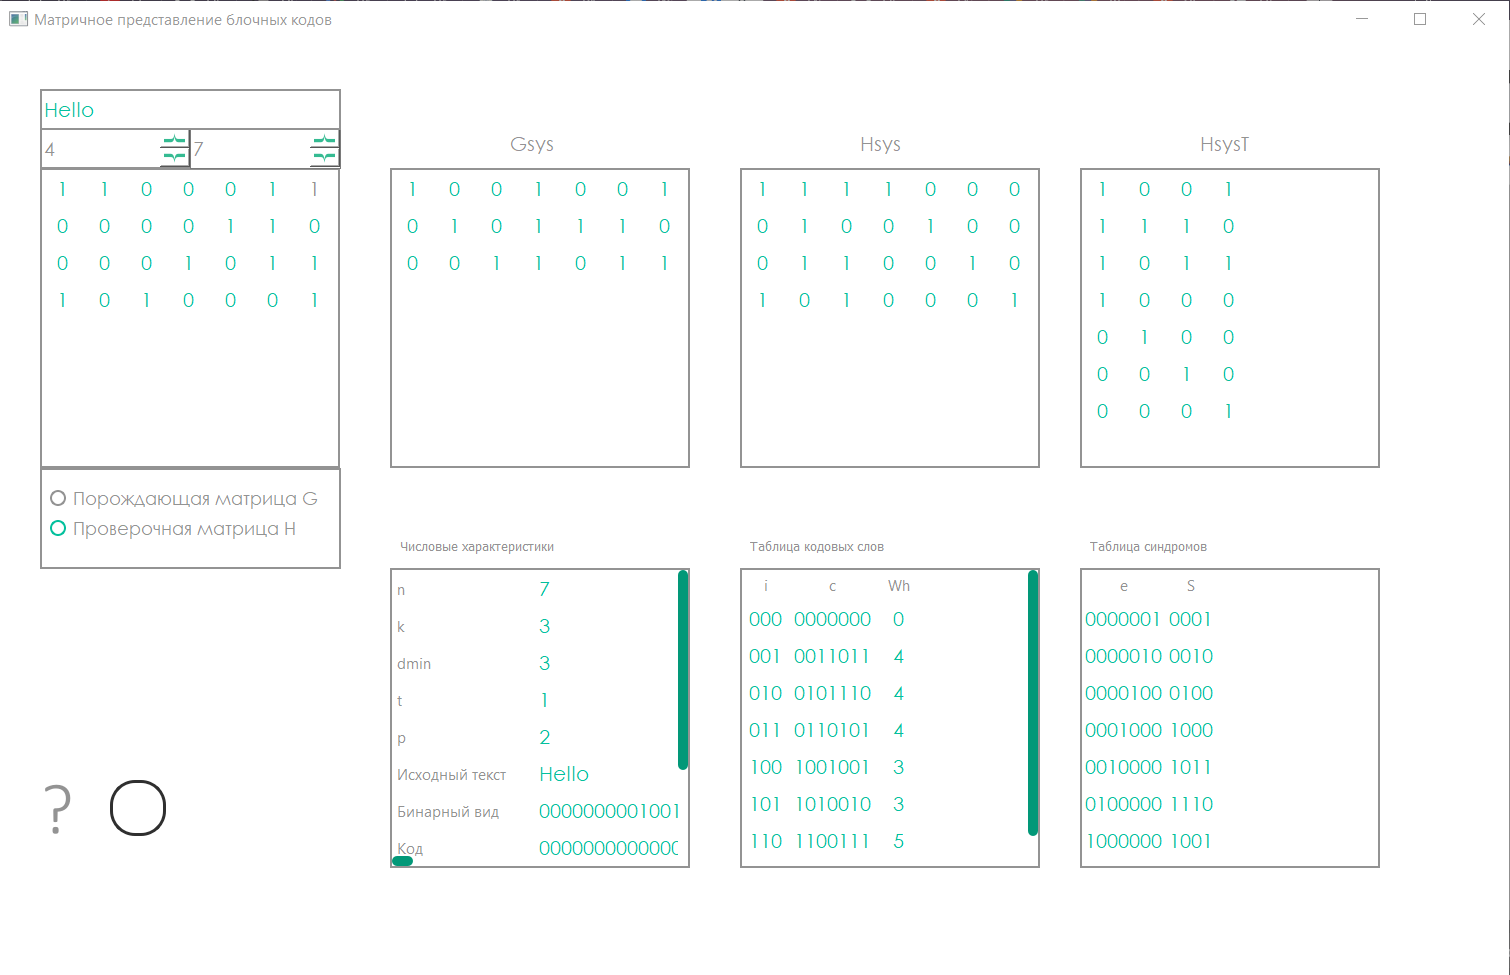 Матричное представление блочных кодов
Hello
4 7
1 1 0 0 0 1 1
0 0 0 0 1 1 0
0 0 0 1 0 1 1
1 0 1 0 0 0 1
Порождающая матрица G
Проверочная матрица H
Gsys
1 0 0 1 0 0 1
0 1 0 1 1 1 0
0 0 1 1 0 1 1
Hsys
1 1 1 1 0 0 0
0 1 0 0 1 0 0
0 1 1 0 0 1 0
1 0 1 0 0 0 1
HsysT
1 0 0 1
1 1 1 0
1 0 1 1
1 0 0 0
0 1 0 0
0 0 1 0
0 0 0 1
?
Числовые характеристики
n 7
k 3
dmin 3
t 1
p 2
Исходный текст Hello
Бинарный вид 0000000001001
Код 000000000000
Таблица кодовых слов
i c Wh
000 0000000 0
001 0011011 4
010 0101110 4
011 0110101 4
100 1001001 3
101 1010010 3
110 1100111 5
Таблица синдромов
e S
0000001 0001
0000010 0010
0000100 0100
0001000 1000
0010000 1011
0100000 1110
1000000 1001